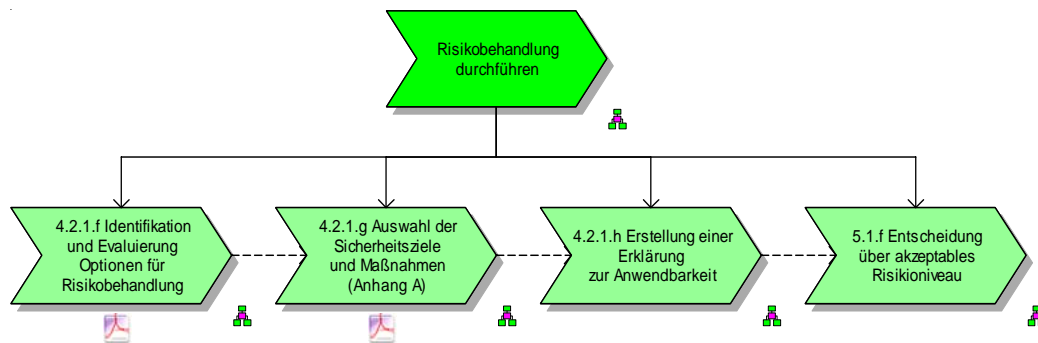 Risikobehandlung
durchführen
4.2.1.f Identifikation
und Evaluierung
Optionen für
Risikobehandlung
4.2.1.g Auswahl der
Sicherheitsziele
und Maßnahmen
(Anhang A)
4.2.1.h Erstellung einer
Erklärung
zur Anwendbarkeit
5.1.f Entscheidung
über akzeptables
Risikioniveau